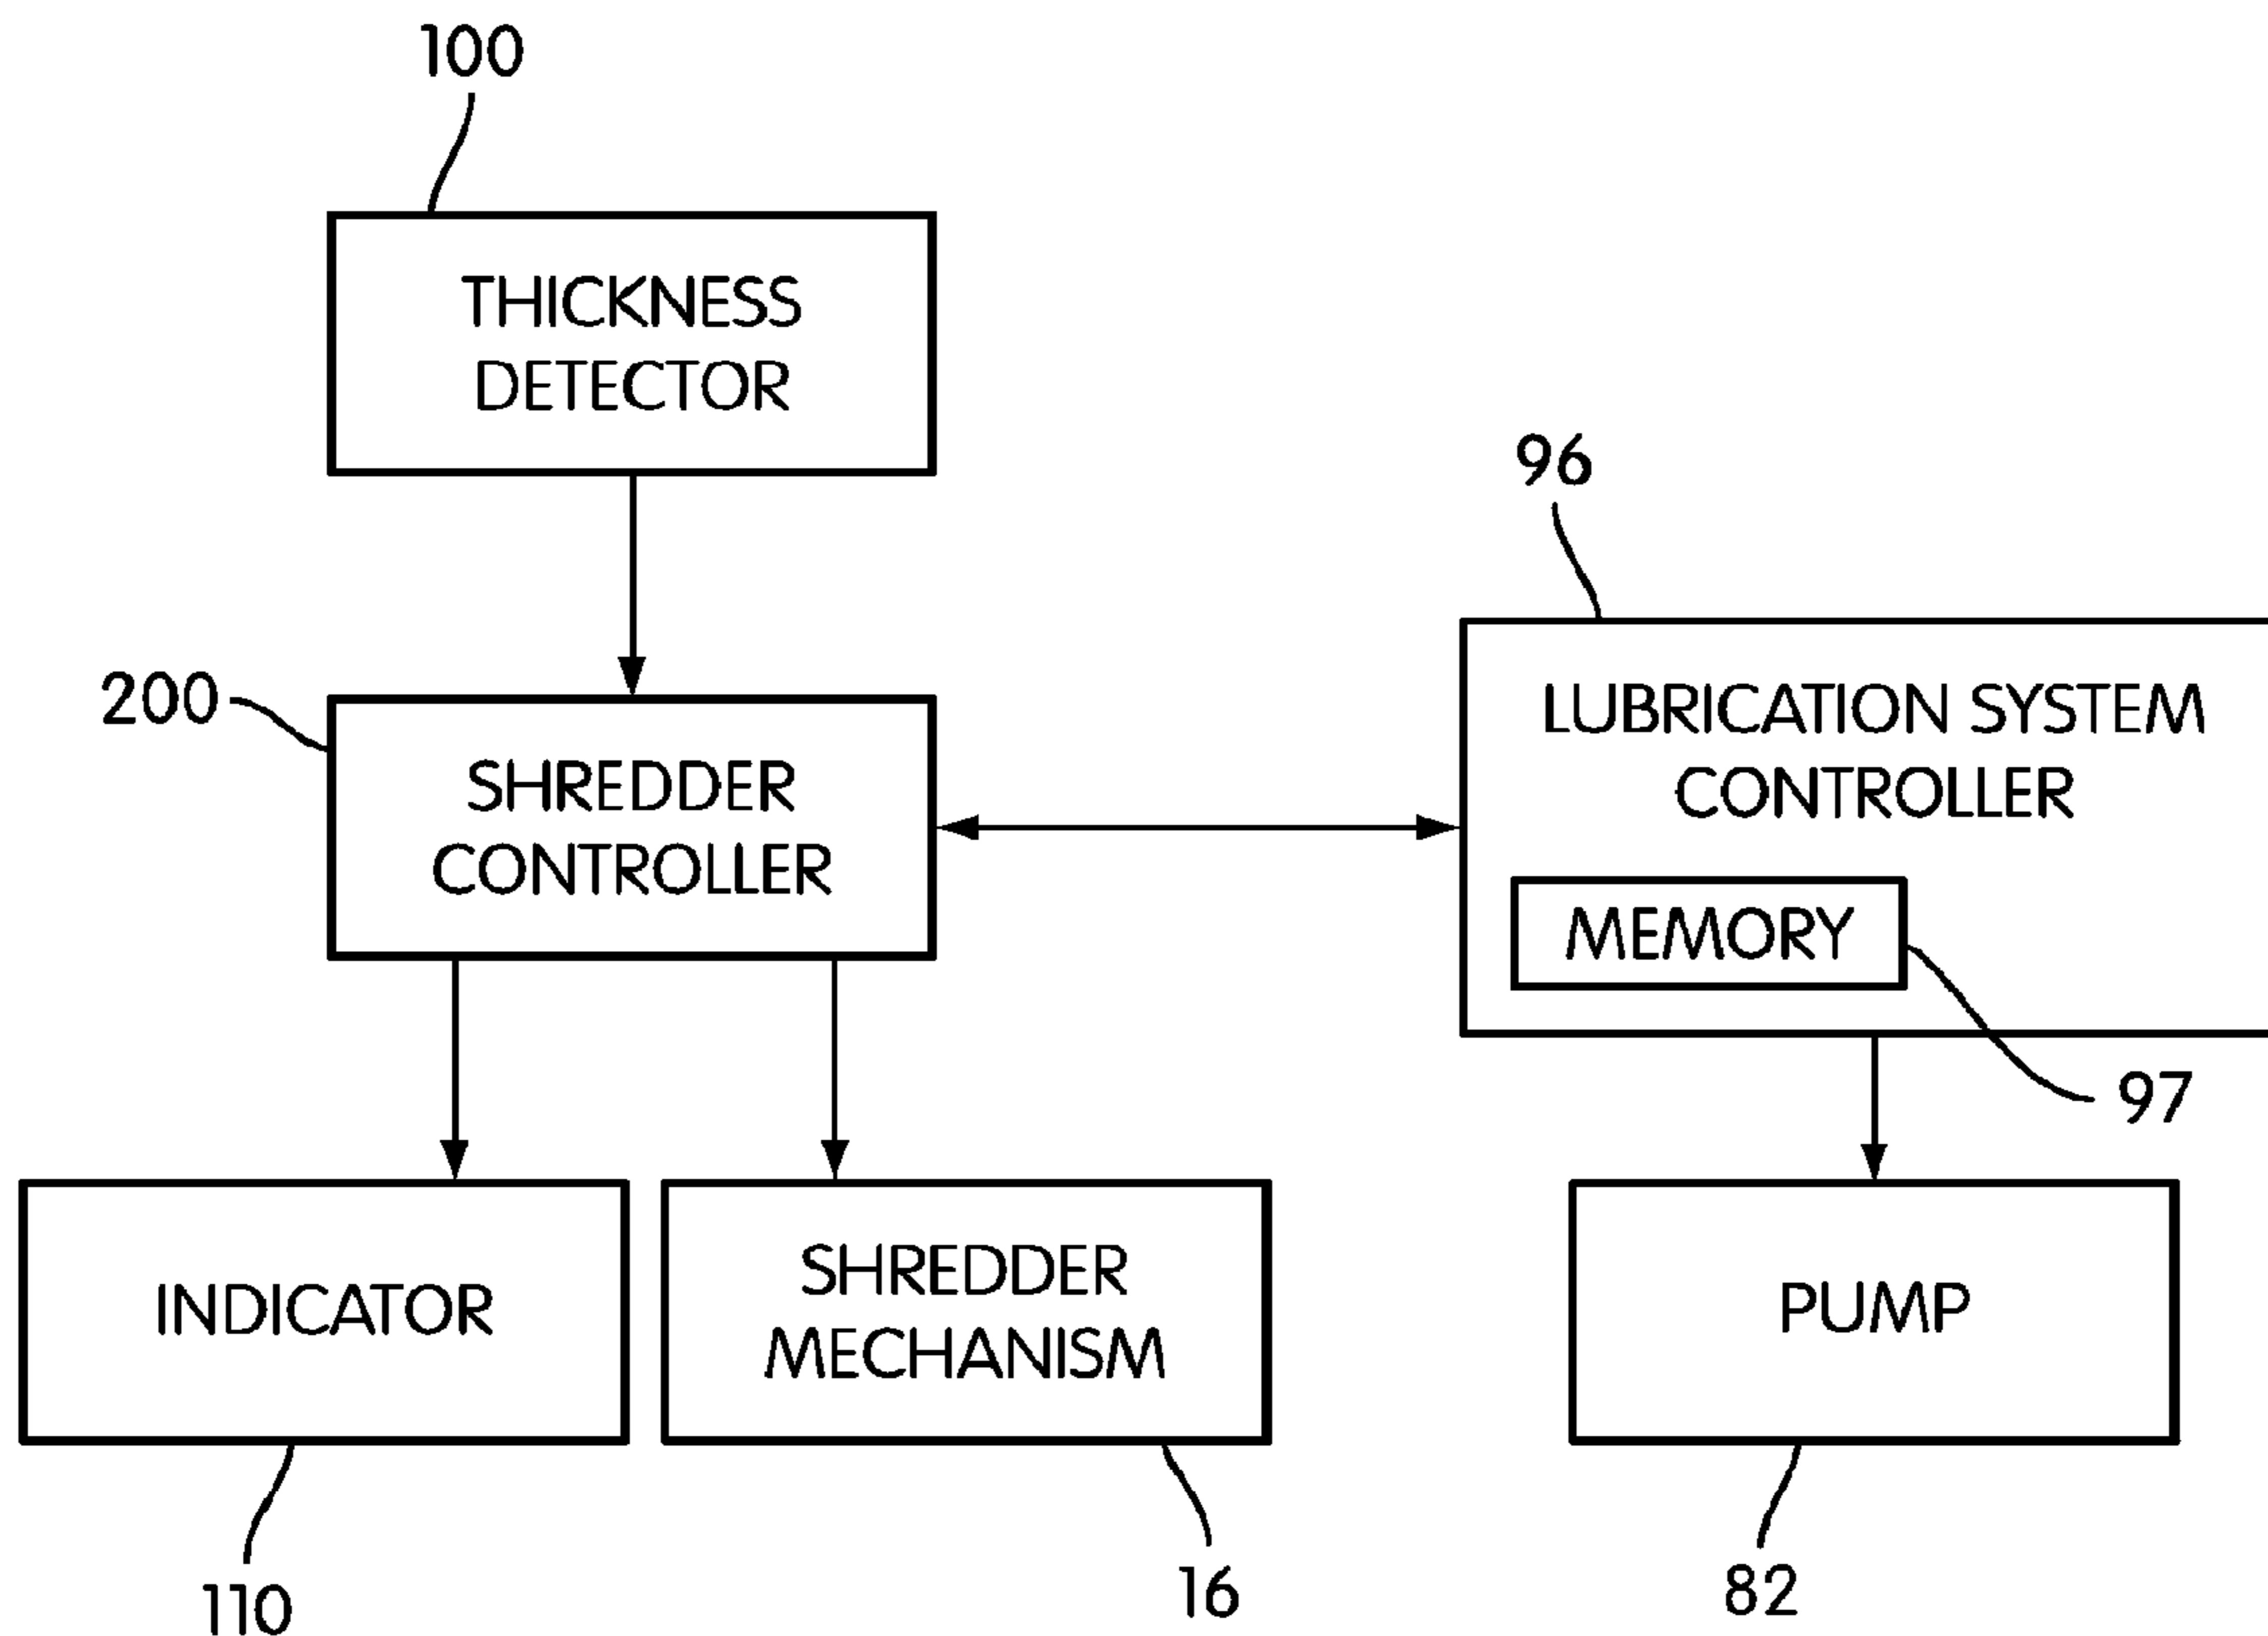 100
THICKNESS
DETECTOR
96
200
SHREDDER
CONTROLLER
LUBRICATION SYSTEM
CONTROLLER
MEMORY
97
INDICATOR
SHREDDER
MECHANISM
PUMP
110
16
82